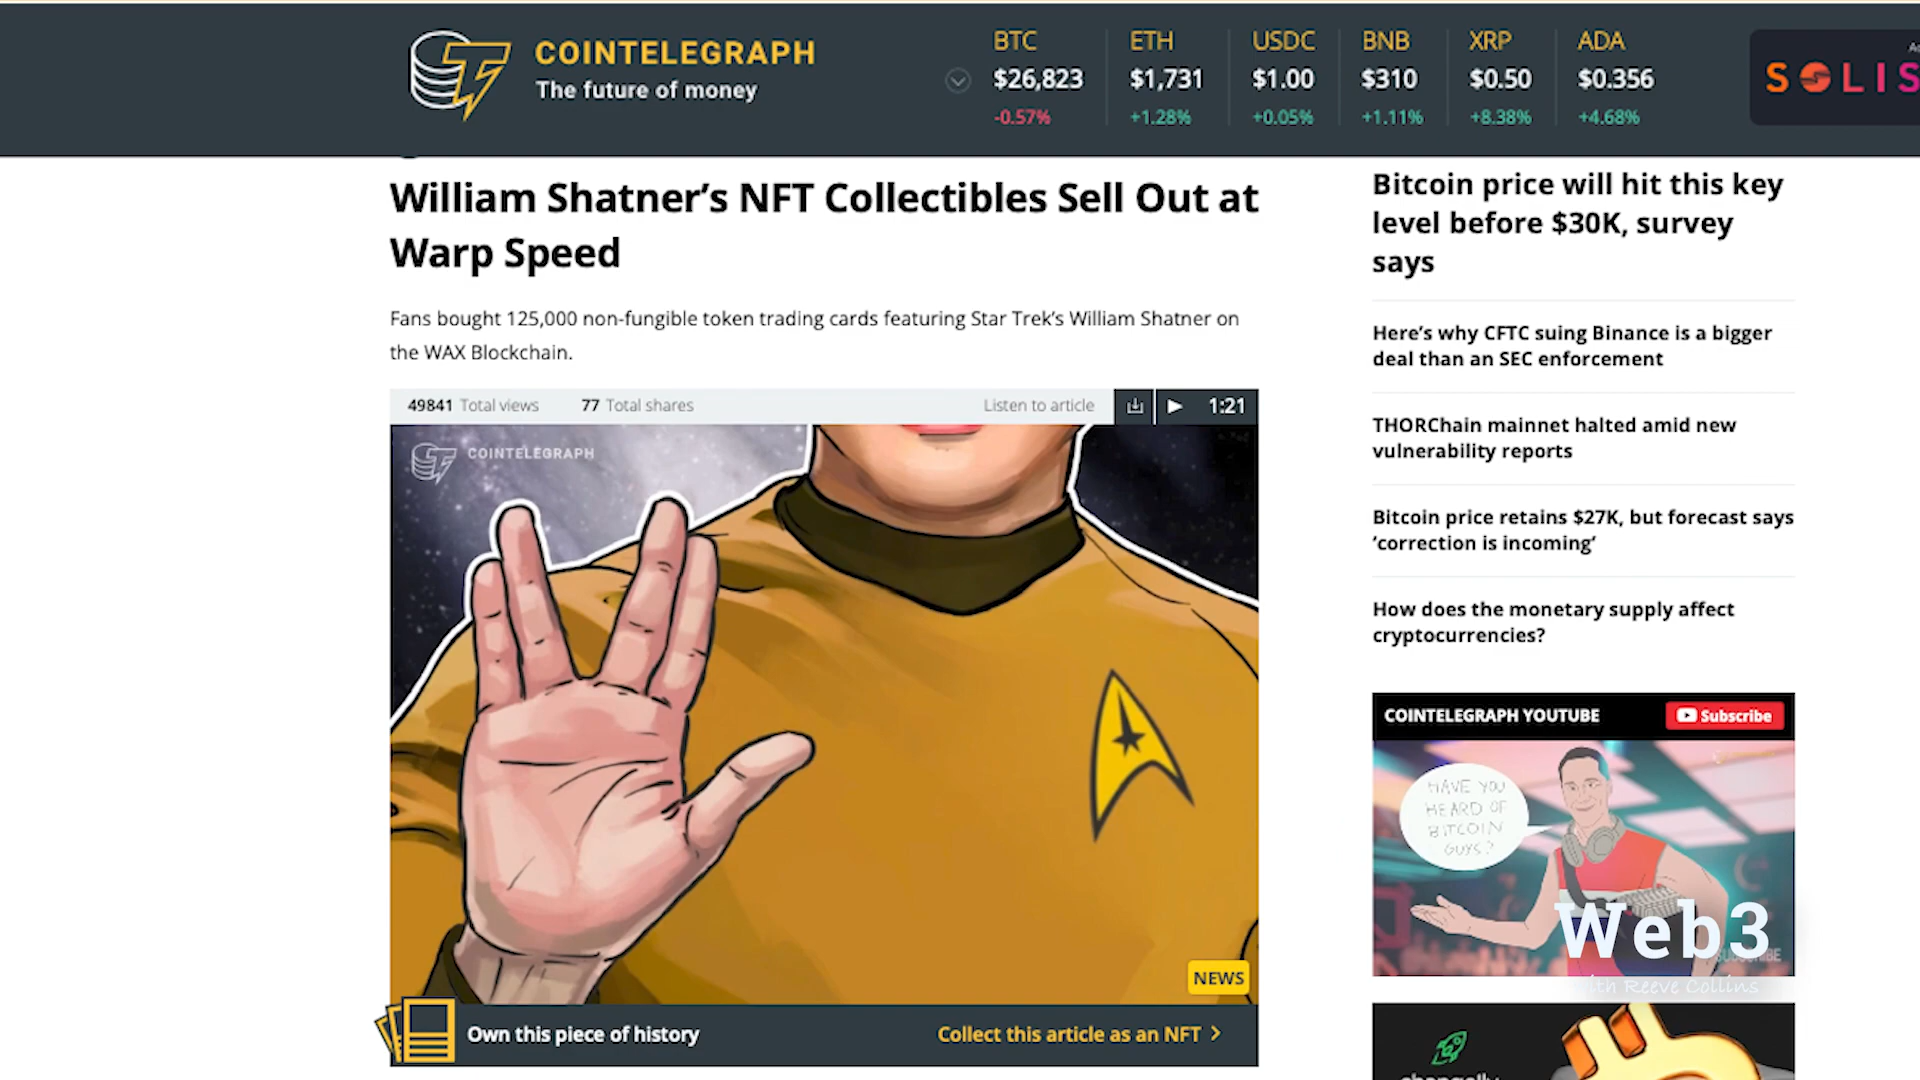 COINTELEGRAPH
The future of money
BTC
$26,823
-0.57%
ETH
$1,731
+1.28%
USDC
$1.00
+0.05%
BNB
$310
+1.11%
XRP
$0.50
+8.38%
ADA
$0.356
+4.68%
SOLIS
William Shatner’s NFT Collectibles Sell Out at
Warp Speed
Fans bought 125,000 non-fungible token trading cards featuring Star Trek’s William Shatner on
the WAX Blockchain.
49841 Total views 77 Total shares Listen to article 1:21
COINTELEGRAPH
NEWS
Own this piece of history Collect this article as an NFT
Bitcoin price will hit this key
level before $30K, survey
says
Here’s why CFTC suing Binance is a bigger
deal than an SEC enforcement
THORChain mainnet halted amid new
vulnerability reports
Bitcoin price retains $27K, but forecast says
‘correction is incoming’
How does the monetary supply affect
cryptocurrencies?
COINTELEGRAPH YOUTUBE Subscribe
HAVE YOU
HEARD OF
BITCOIN
GUYS?
Web3
with Reeve Collins